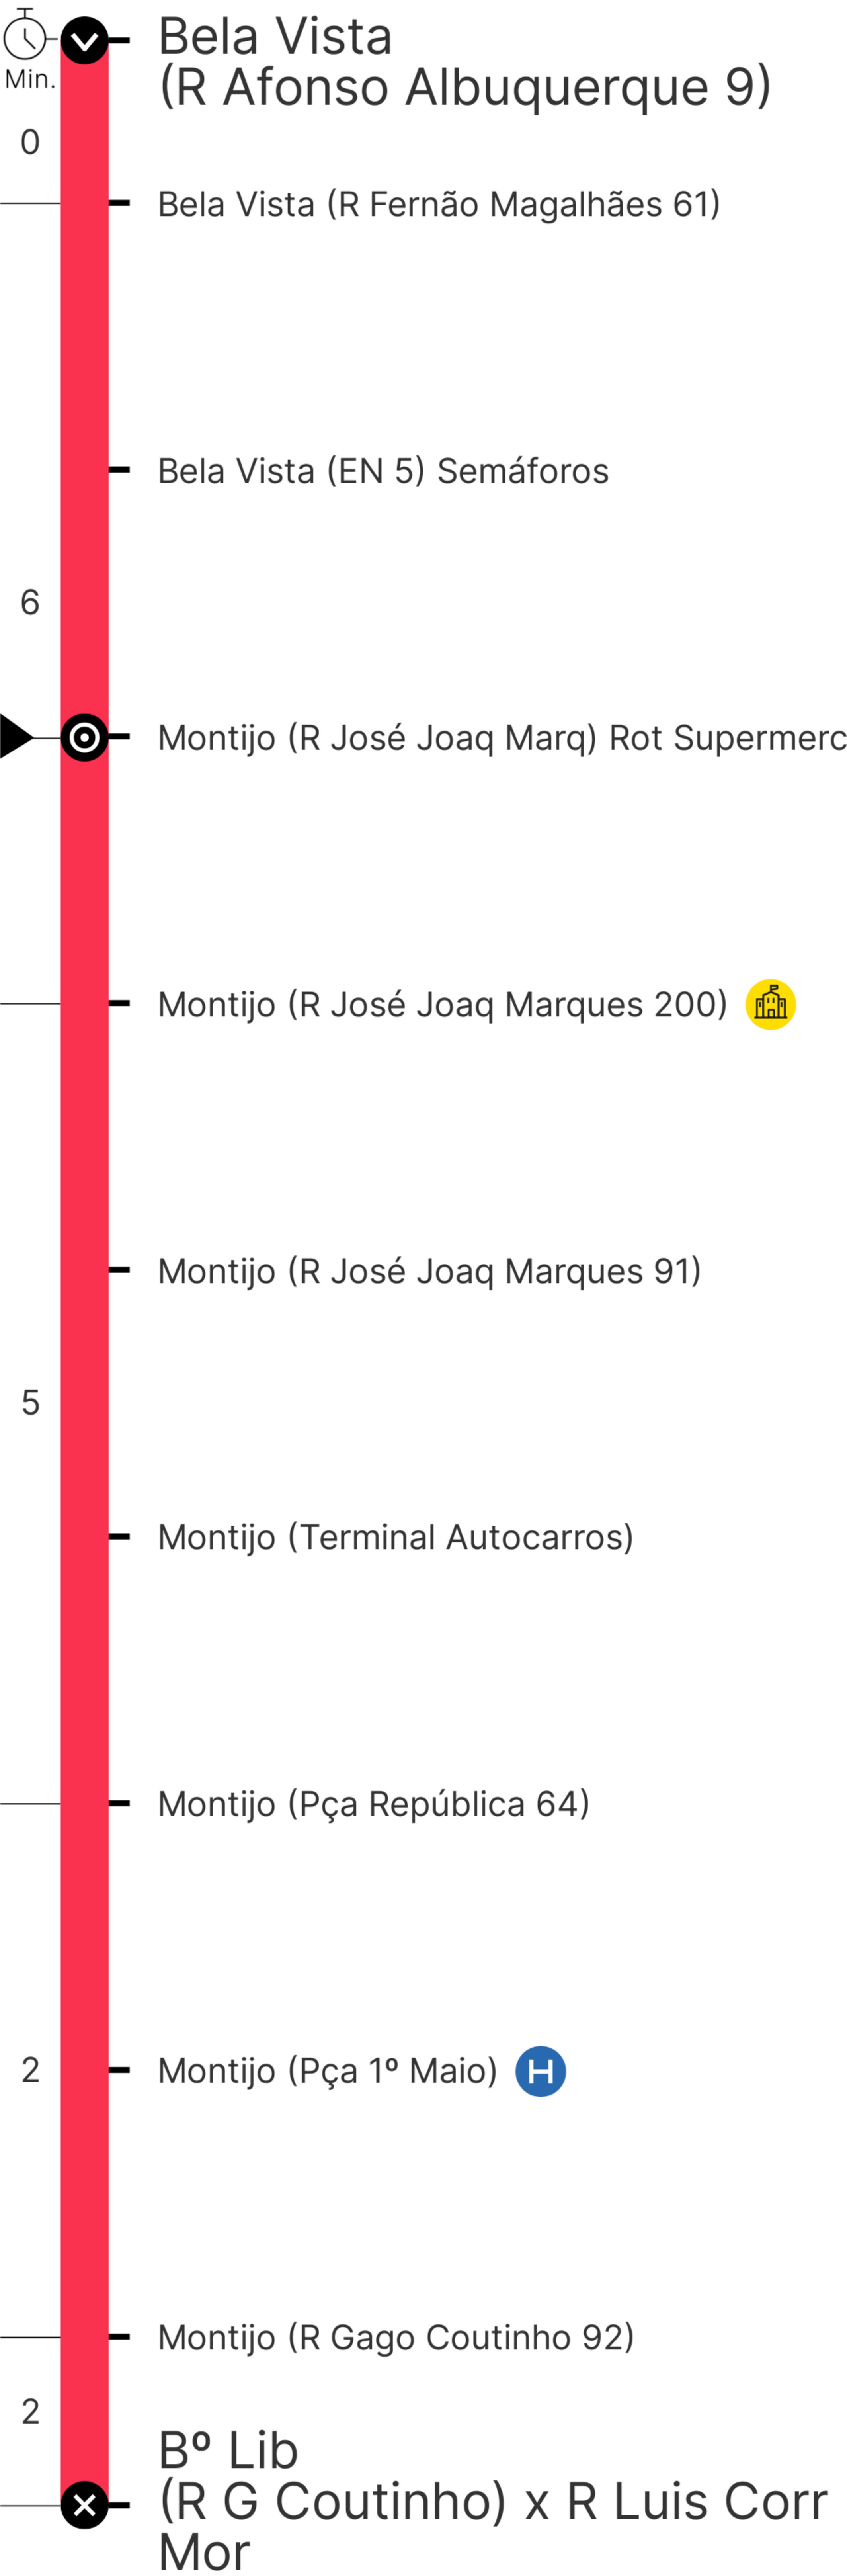 Min.
Bela Vista
(R Afonso Albuquerque 9)
0
Bela Vista (R Fernão Magalhães 61)
Bela Vista (EN 5) Semáforos
6
Montijo (R José Joaq Marq) Rot Supermerc
Montijo (R José Joaq Marques 200)
Montijo (R José Joaq Marques 91)
5
Montijo (Terminal Autocarros)
Montijo (Pça República 64)
2
Montijo (Pça 1º Maio) H
Montijo (R Gago Coutinho 92)
2
Bº Lib
(R G Coutinho) x R Luis Corr
Mor